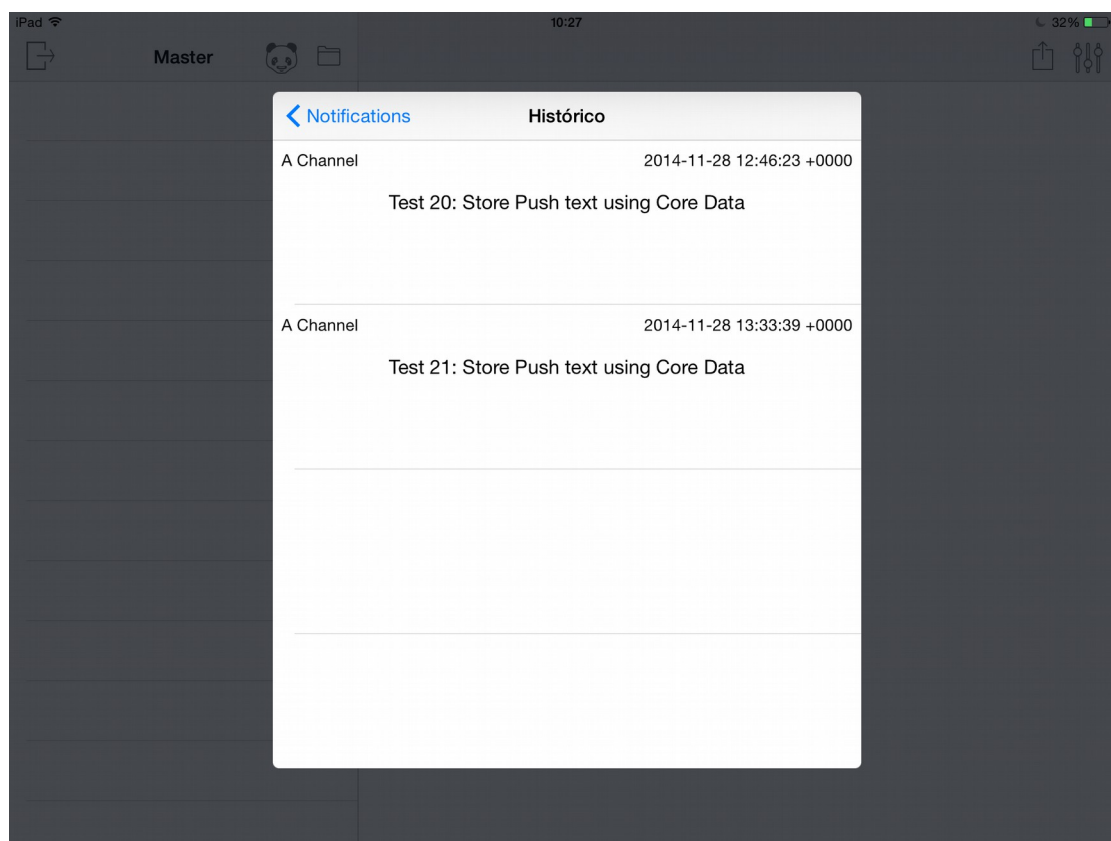 iPad 10:27 32%
Master
Notifications Histórico
A Channel 2014-11-28 12:46:23 +0000
Test 20: Store Push text using Core Data
A Channel 2014-11-28 13:33:39 +0000
Test 21: Store Push text using Core Data